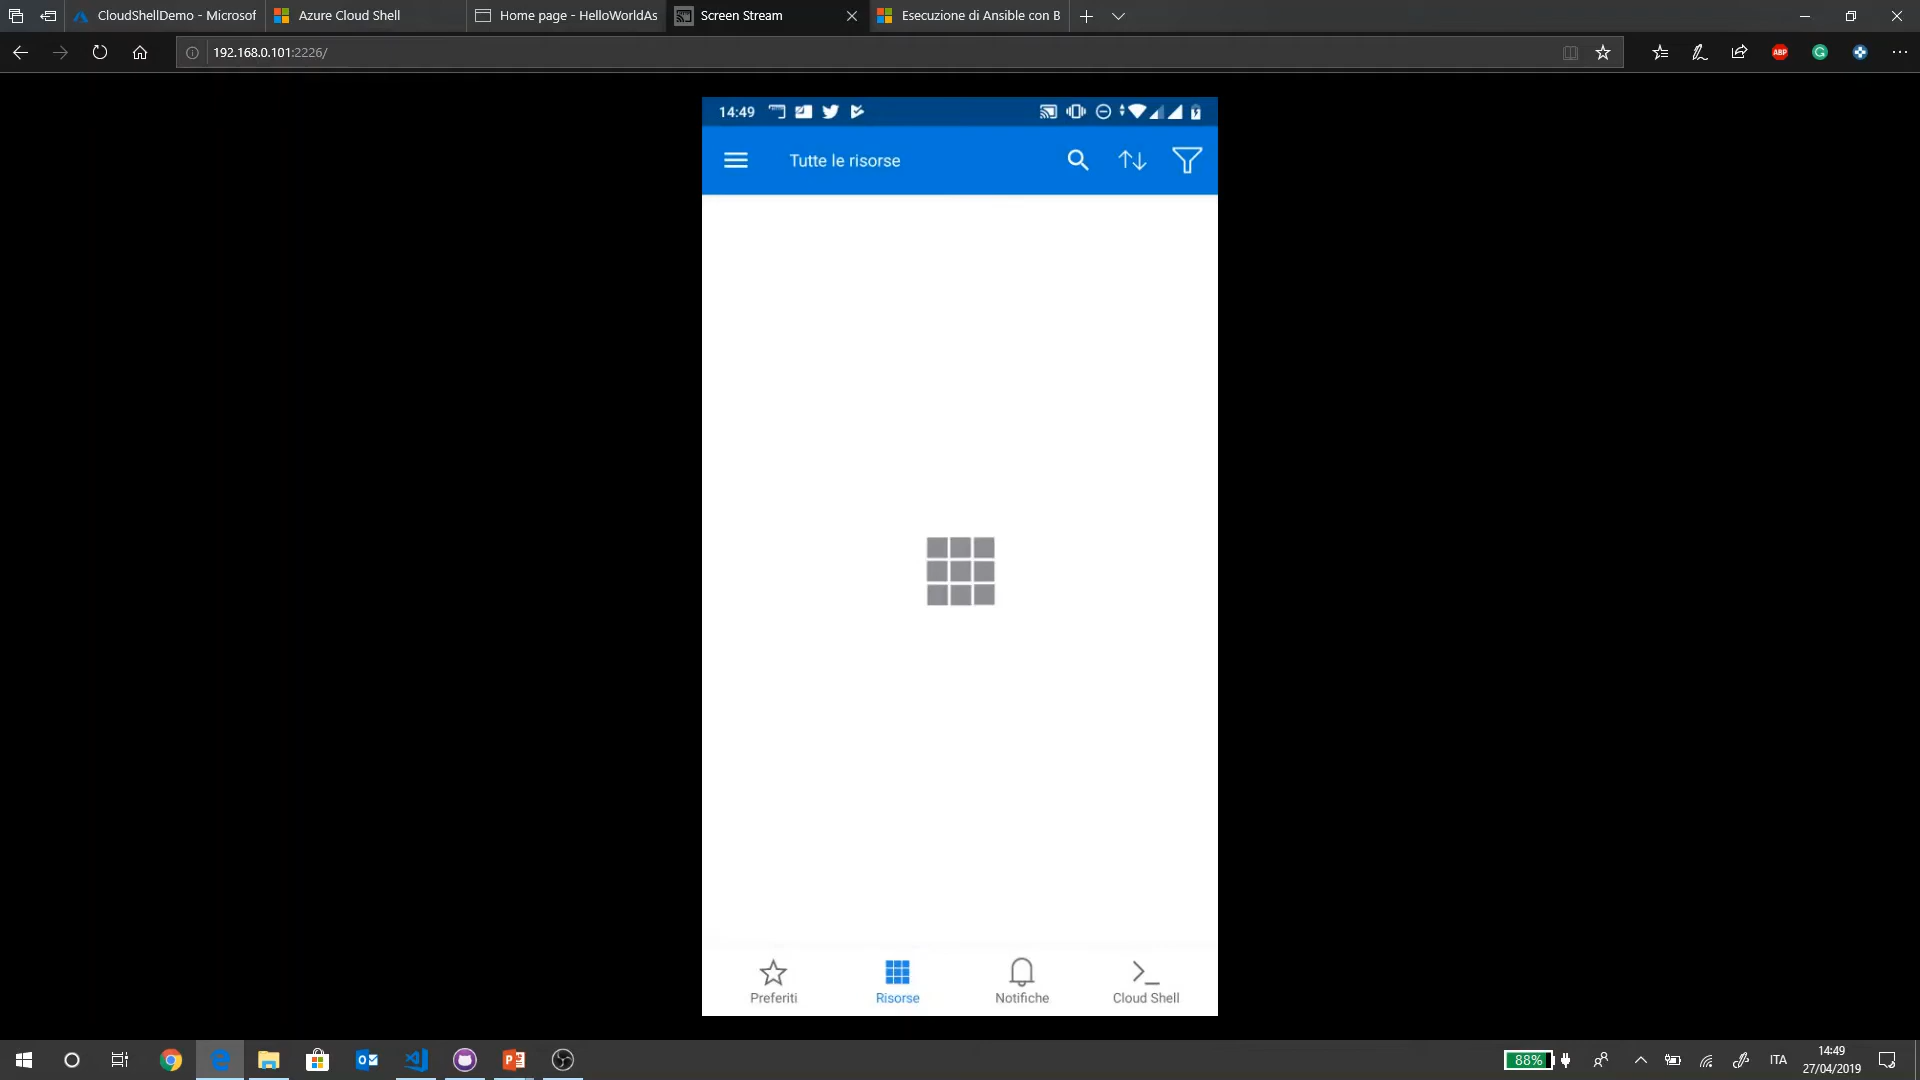 CloudShellDemo - Microsof
Azure Cloud Shell
Home page - HelloWorldAs
Screen Stream
Esecuzione di Ansible con B
192.168.0.101:2226/
ABP
G
14:49
Tutte le risorse
Preferiti
Risorse
Notifiche
Cloud Shell
88%
ITA
14:49
27/04/2019